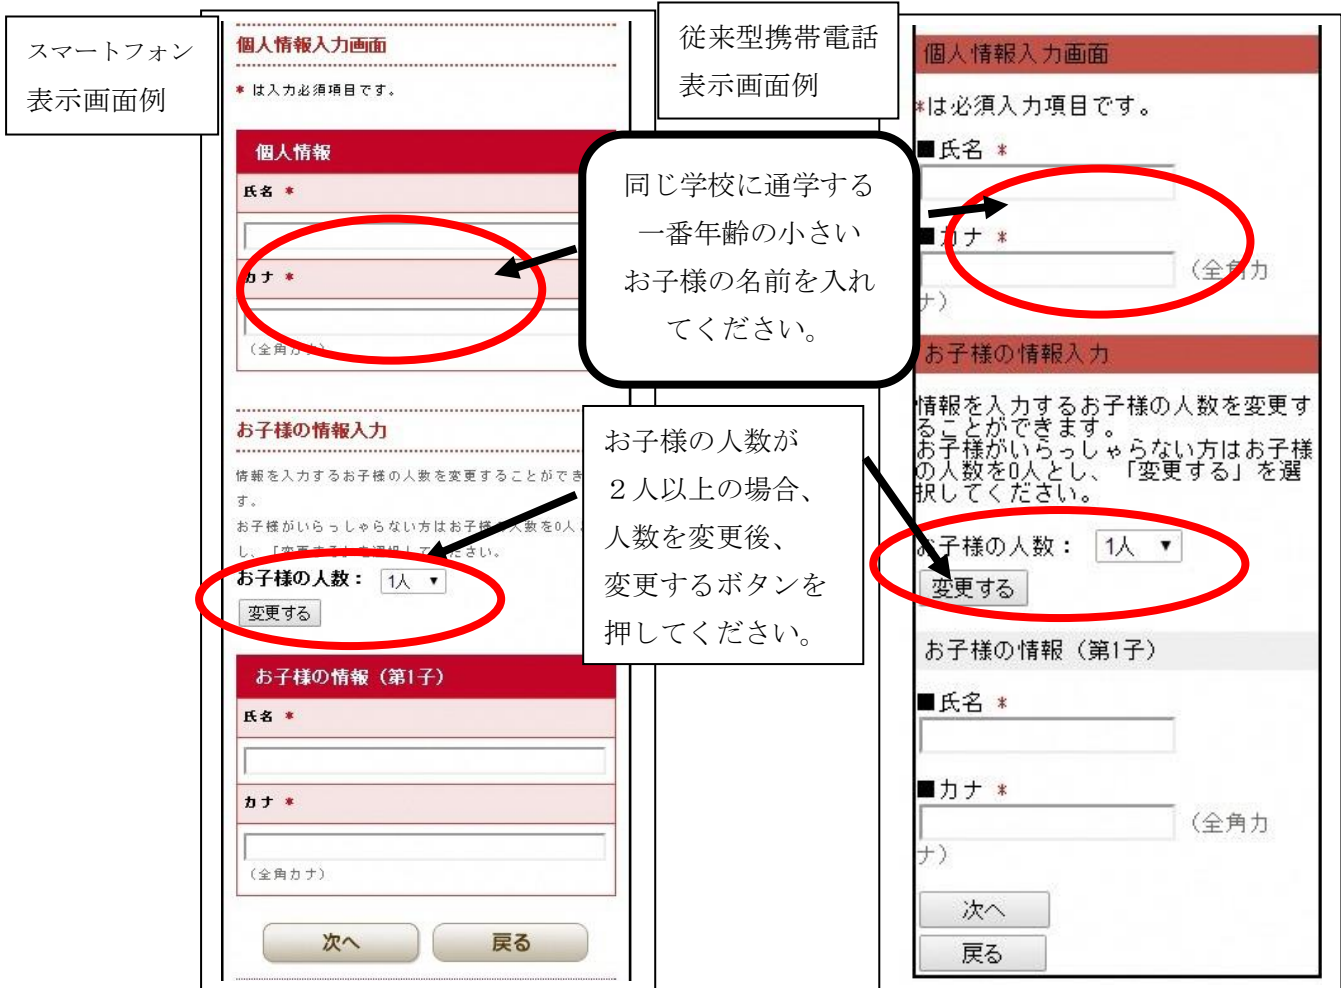 スマートフォン
表示画面例
個人情報入力画面
* は入力必須項目です。
個人情報
氏名 *
カナ *
（全角カナ）
お子様の情報入力
情報を入力するお子様の人数を変更することができ
す。
お子様がいらっしゃらない方はお子様の人数を0人
し、「変更する」を選択してください。
お子様の人数： 1人 ▼
変更する
お子様の情報（第1子）
氏名 *
カナ *
（全角カナ）
次へ 戻る
同じ学校に通学する
一番年齢の小さい
お子様の名前を入れ
てください。
お子様の人数が
２人以上の場合、
人数を変更後、
変更するボタンを
押してください。
従来型携帯電話
表示画面例
個人情報入力画面
*は必須入力項目です。
■氏名 *
■カナ *
（全角カ
ナ）
お子様の情報入力
情報を入力するお子様の人数を変更す
ることができます。
お子様がいらっしゃらない方はお子様
の人数を0人とし、「変更する」を選
択してください。
お子様の人数： 1人 ▼
変更する
お子様の情報（第1子）
■氏名 *
■カナ *
（全角カ
ナ）
次へ
戻る